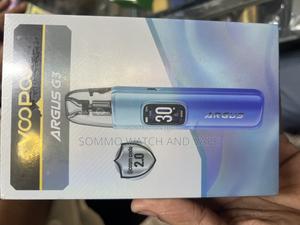 VOOPOO
ARGUS G3
30
ARGUS
SOMMO WATCH AND VAPE
2.0